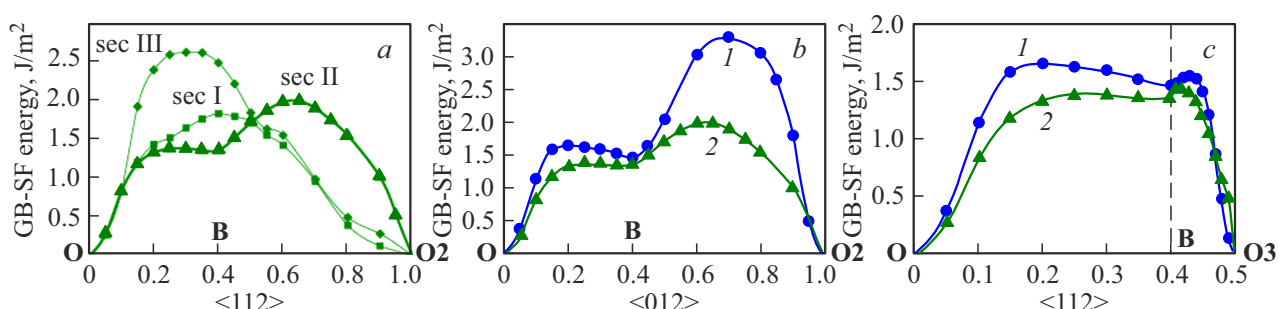 GB-SF energy, J/m²
2.5
2.0
1.5
1.0
0.5
O
sec III
sec I
sec II
a
B
O2
0 0.2 0.4 0.6 0.8 1.0
<112>
GB-SF energy, J/m²
3.0
2.5
2.0
1.5
1.0
0.5
O
1
2
b
B
O2
0 0.2 0.4 0.6 0.8 1.0
<012>
GB-SF energy, J/m²
2.0
1.5
1.0
0.5
O
1
2
c
B
O3
0 0.1 0.2 0.3 0.4 0.5
<112>